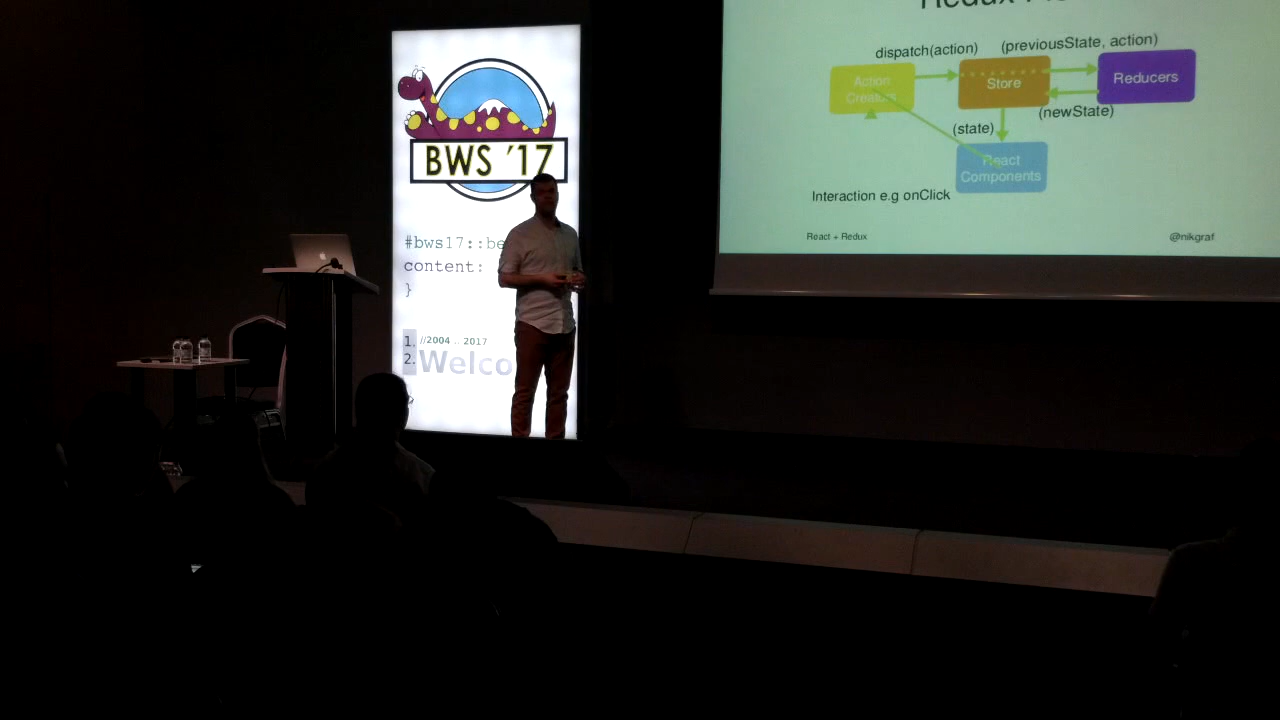 BWS '17
#bws17::be
content:
}
1. //2004 .. 2017
2. Welco
Redux
dispatch(action)
(previousState, action)
Action
Creators
Store
Reducers
(newState)
(state)
React
Components
Interaction e.g onClick
React + Redux
@nikgraf